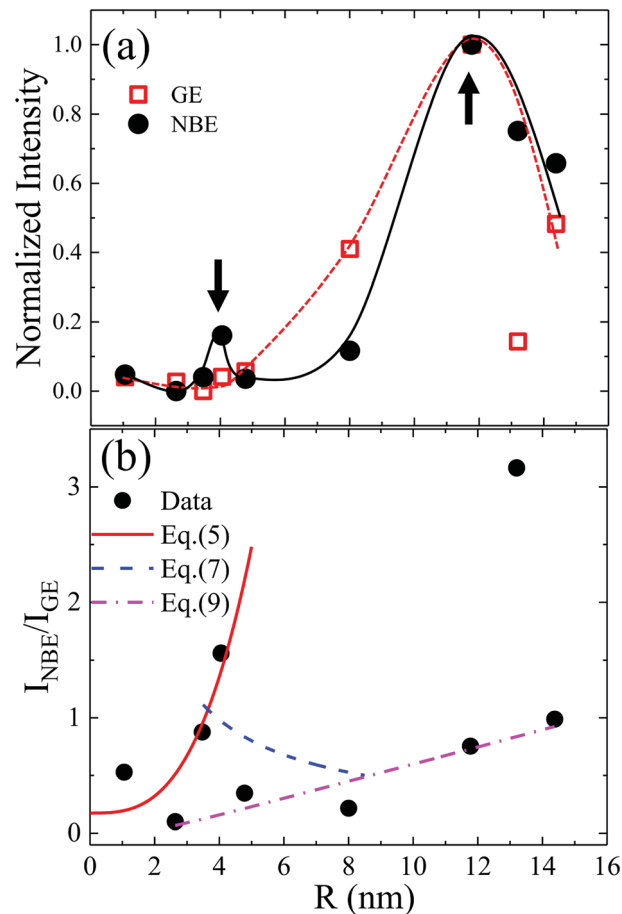 (a)
GE
NBE
Normalized Intensity
1.0
0.8
0.6
0.4
0.2
0.0
(b)
Data
Eq.(5)
Eq.(7)
Eq.(9)
I_NBE/I_GE
3
2
1
0
0 2 4 6 8 10 12 14 16
R (nm)